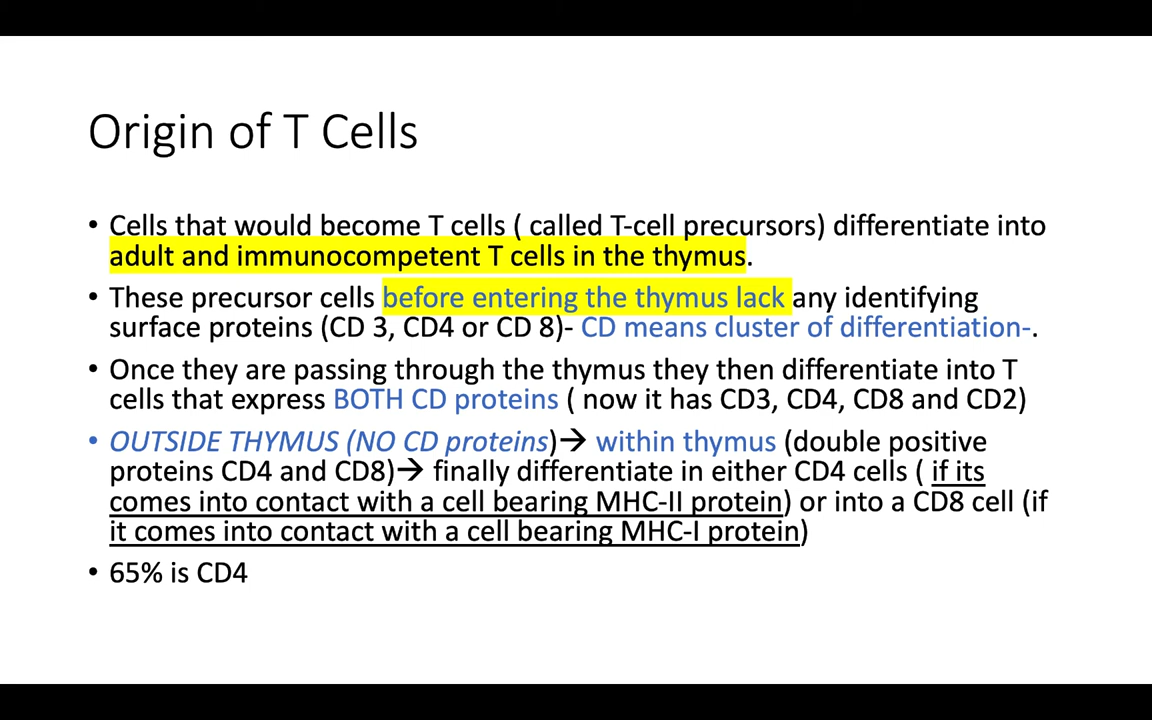 Origin of T Cells
• Cells that would become T cells ( called T-cell precursors) differentiate into
adult and immunocompetent T cells in the thymus.
• These precursor cells before entering the thymus lack any identifying
surface proteins (CD 3, CD4 or CD 8)- CD means cluster of differentiation-.
• Once they are passing through the thymus they then differentiate into T
cells that express BOTH CD proteins ( now it has CD3, CD4, CD8 and CD2)
• OUTSIDE THYMUS (NO CD proteins)→ within thymus (double positive
proteins CD4 and CD8)→ finally differentiate in either CD4 cells ( if its
comes into contact with a cell bearing MHC-II protein) or into a CD8 cell (if
it comes into contact with a cell bearing MHC-I protein)
• 65% is CD4